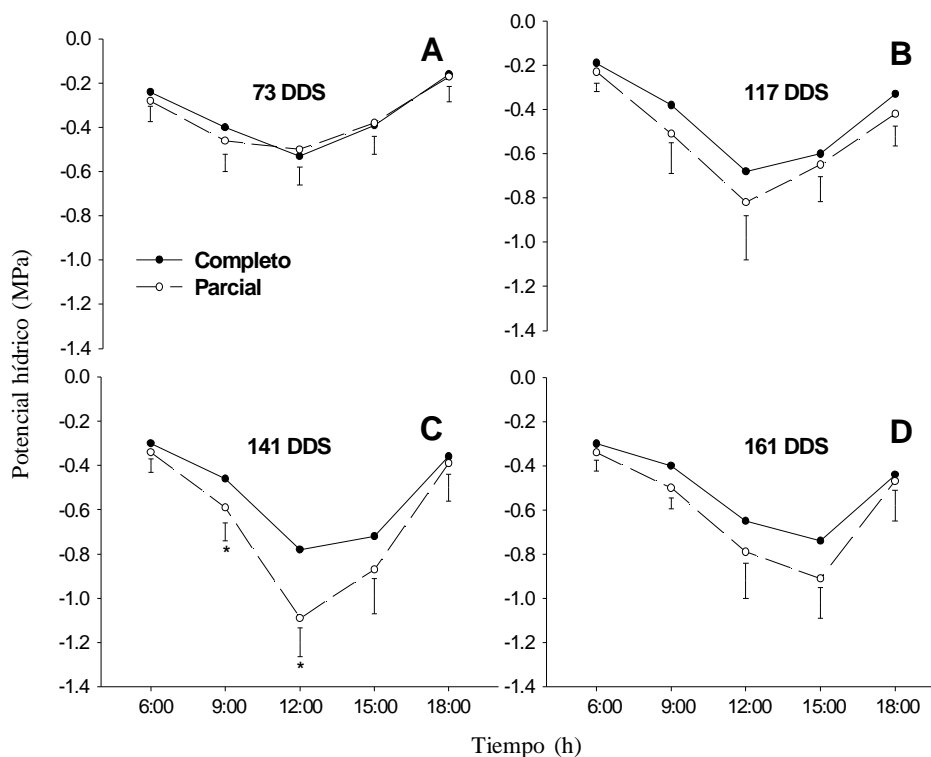 0.0
-0.2
-0.4
-0.6
-0.8
-1.0
-1.2
-1.4
A
73 DDS
Completo
Parcial
0.0
-0.2
-0.4
-0.6
-0.8
-1.0
-1.2
-1.4
B
117 DDS
Potencial hídrico (MPa)
0.0
-0.2
-0.4
-0.6
-0.8
-1.0
-1.2
-1.4
C
141 DDS
*
*
6:00 9:00 12:00 15:00 18:00
0.0
-0.2
-0.4
-0.6
-0.8
-1.0
-1.2
-1.4
D
161 DDS
6:00 9:00 12:00 15:00 18:00
Tiempo (h)